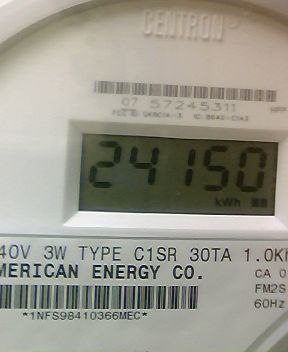 CENTRON®
07 57245311
24150
kWh
40V 3W TYPE C1SR 30TA 1.0K
MERICAN ENERGY CO.
CA 0
FM2S
60Hz
*1NFS98410366MEC*